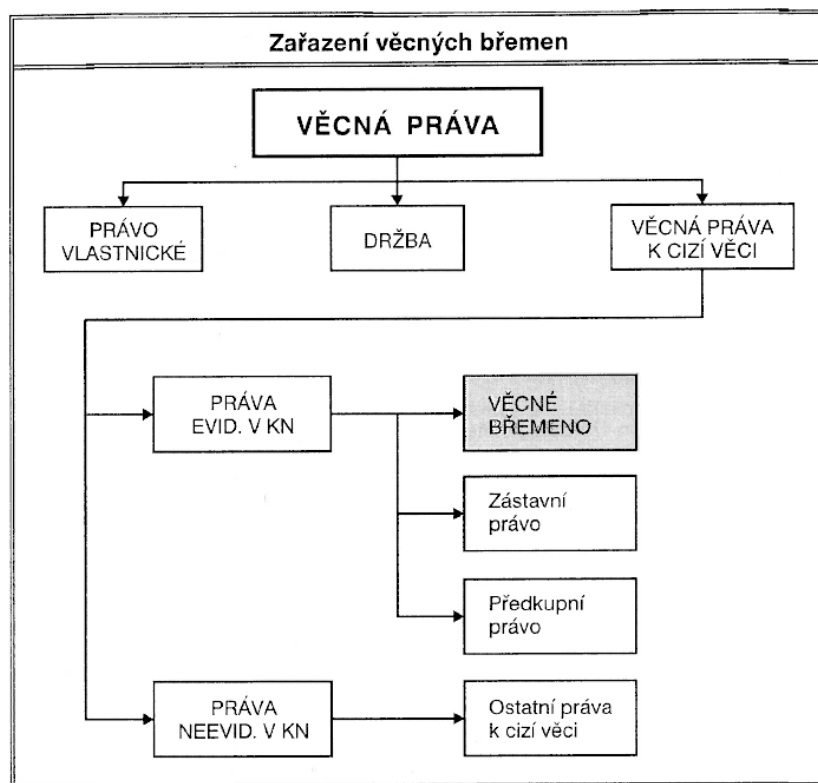 Zařazení věcných břemen
VĚCNÁ PRÁVA
PRÁVO
VLASTNICKÉ
DRŽBA
VĚCNÁ PRÁVA
K CIZÍ VĚCI
PRÁVA
EVID. V KN
VĚCNÉ
BŘEMENO
Zástavní
právo
Předkupní
právo
PRÁVA
NEEVID. V KN
Ostatní práva
k cizí věci